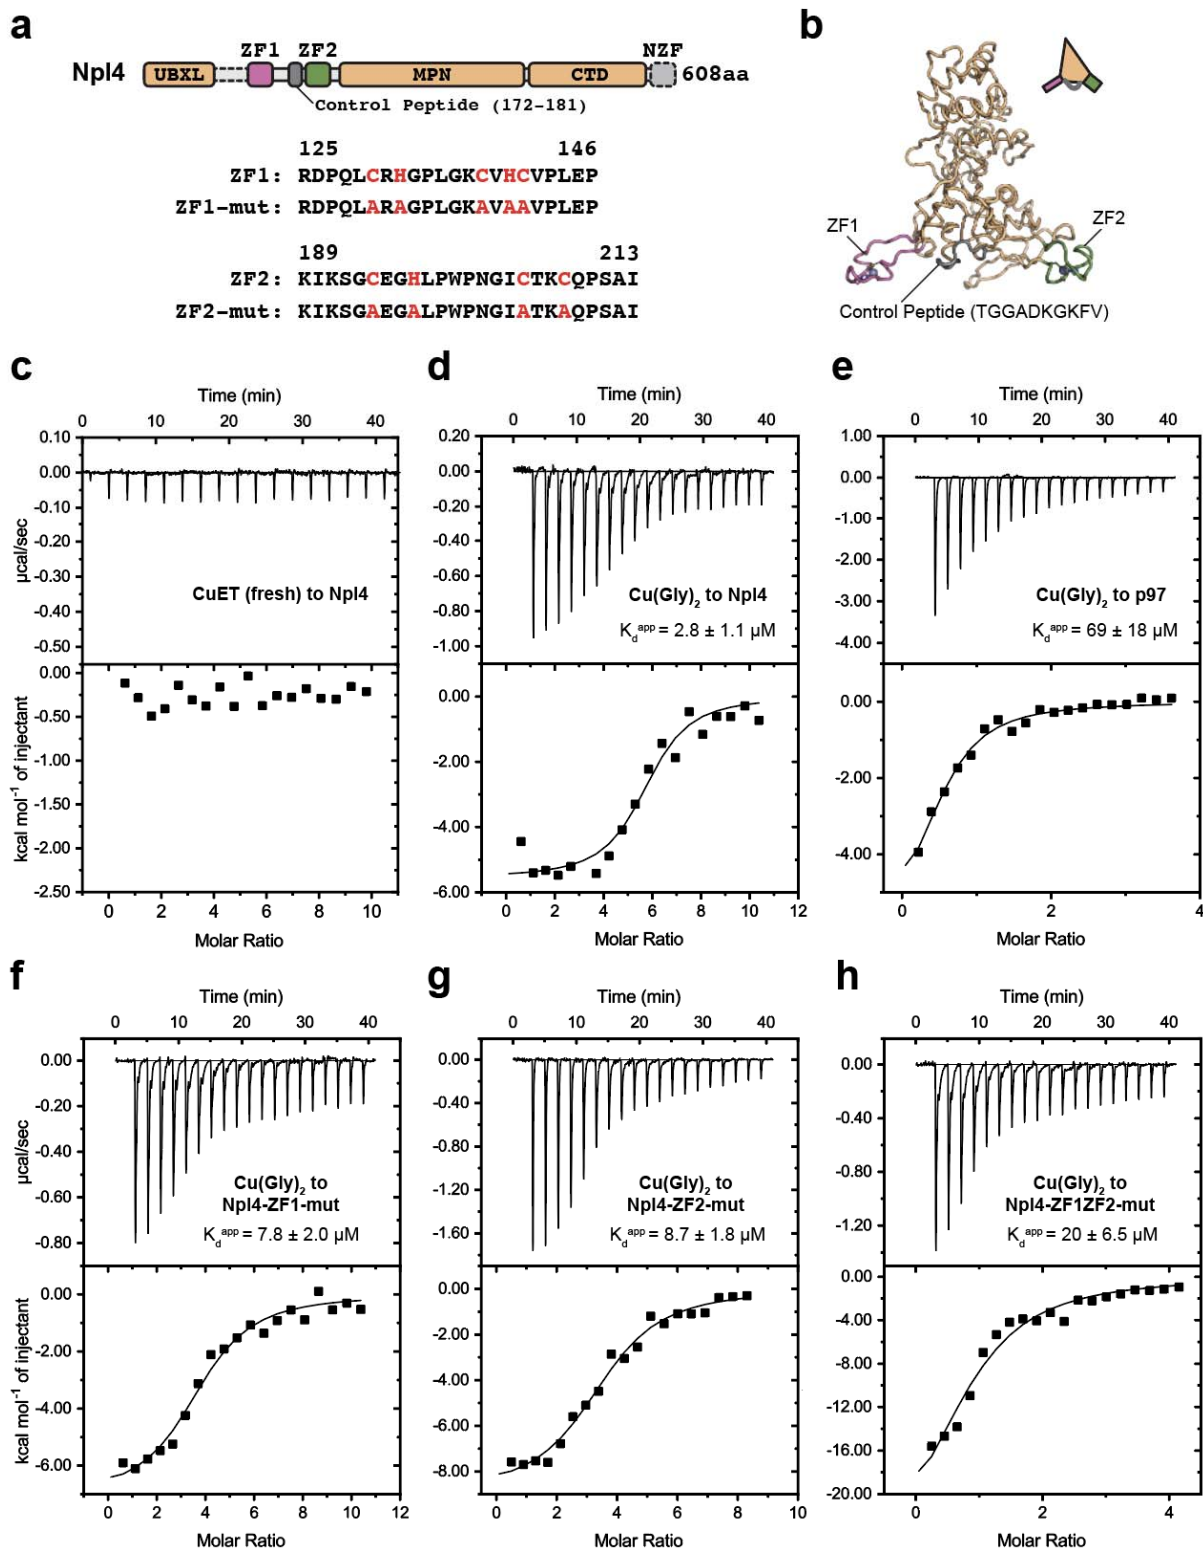 a
ZF1 ZF2 NZF
Npl4 UBXL MPN CTD 608aa
Control Peptide (172-181)
125 146
ZF1: RDPQLCRHGPLGKCVHCVPLEP
ZF1-mut: RDPQLARAGPLGKAVAAVPLEP
189 213
ZF2: KIKSGCEGHLPWPNGICTKCQPSAI
ZF2-mut: KIKSGAEGALPWPNGIATKAQPSAI
b
ZF1
ZF2
Control Peptide (TGGADKGKFV)
c
Time (min)
0 10 20 30 40
0.10
0.00
-0.10
-0.20
-0.30
-0.40
-0.50
µcal/sec
CuET (fresh) to Npl4
0.00
-0.50
-1.00
-1.50
-2.00
-2.50
kcal mol⁻¹ of injectant
0 2 4 6 8 10
Molar Ratio
d
Time (min)
0 10 20 30 40
0.20
0.00
-0.20
-0.40
-0.60
-0.80
-1.00
Cu(Gly)₂ to Npl4
K_d^app = 2.8 ± 1.1 µM
0.00
-2.00
-4.00
-6.00
0 2 4 6 8 10 12
Molar Ratio
e
Time (min)
0 10 20 30 40
1.00
0.00
-1.00
-2.00
-3.00
-4.00
Cu(Gly)₂ to p97
K_d^app = 69 ± 18 µM
0.00
-2.00
-4.00
0 2 4
Molar Ratio
f
Time (min)
0 10 20 30 40
0.00
-0.20
-0.40
-0.60
-0.80
µcal/sec
Cu(Gly)₂ to
Npl4-ZF1-mut
K_d^app = 7.8 ± 2.0 µM
0.00
-2.00
-4.00
-6.00
kcal mol⁻¹ of injectant
0 2 4 6 8 10 12
Molar Ratio
g
Time (min)
0 10 20 30 40
0.00
-0.40
-0.80
-1.20
-1.60
Cu(Gly)₂ to
Npl4-ZF2-mut
K_d^app = 8.7 ± 1.8 µM
0.00
-2.00
-4.00
-6.00
-8.00
0 2 4 6 8 10
Molar Ratio
h
Time (min)
0 10 20 30 40
0.00
-0.40
-0.80
-1.20
Cu(Gly)₂ to
Npl4-ZF1ZF2-mut
K_d^app = 20 ± 6.5 µM
0.00
-4.00
-8.00
-12.00
-16.00
-20.00
0 2 4
Molar Ratio